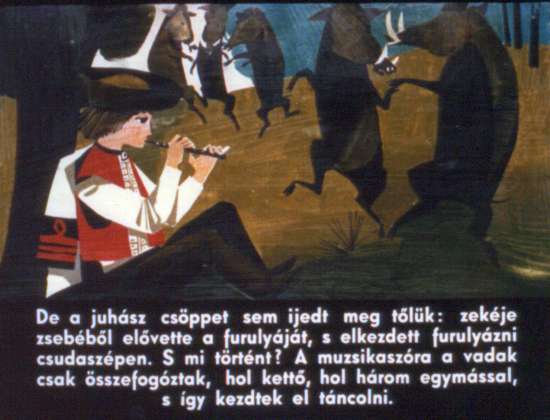 De a juhász csöppet sem ijedt meg tőlük: zekéje
zsebéből elővette a furulyáját, s elkezdett furulyázni
csudaszépen. S mi történt? A muzsikaszóra a vadak
csak összefogóztak, hol kettő, hol három egymással,
s így kezdtek el táncolni.